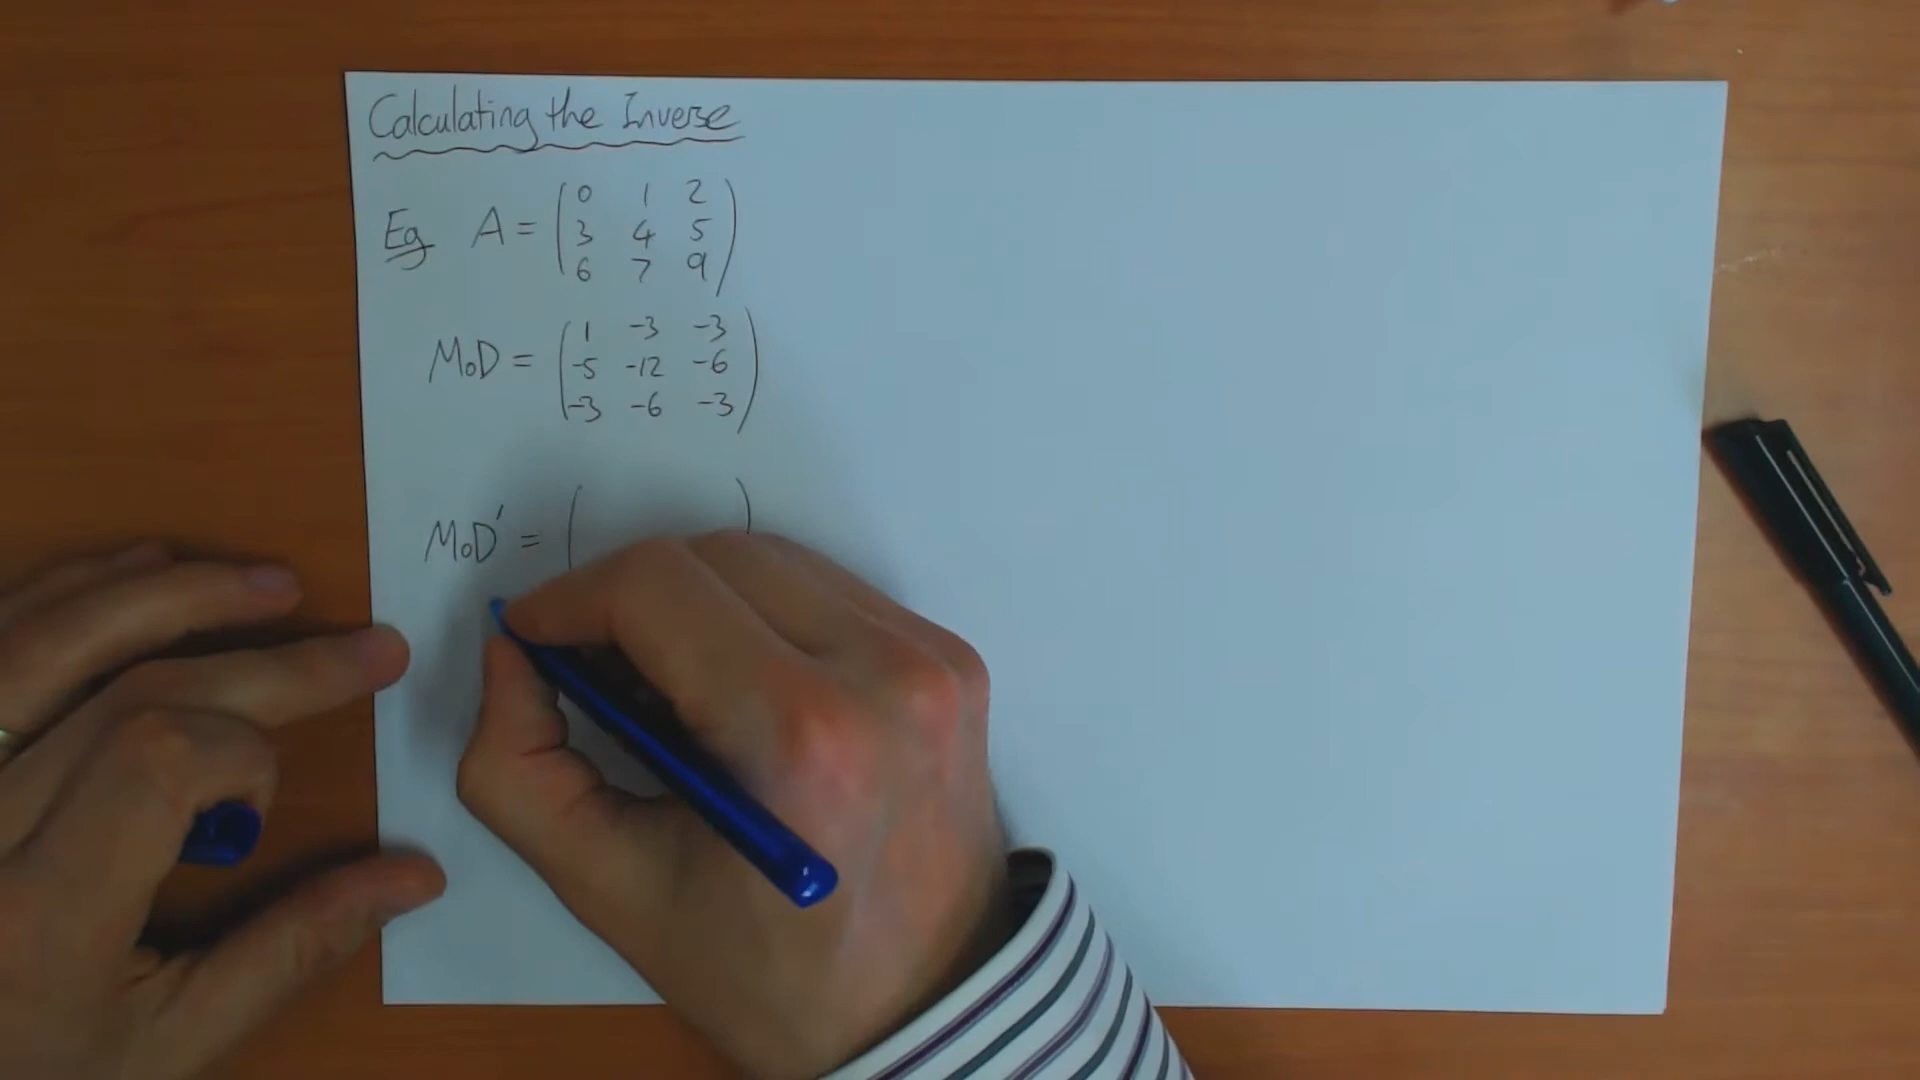 Calculating the Inverse
Eg A = ( 0 1 2
3 4 5
6 7 9 )
MoD = ( 1 -3 -3
-5 -12 -6
-3 -6 -3 )
MoD' = ( )